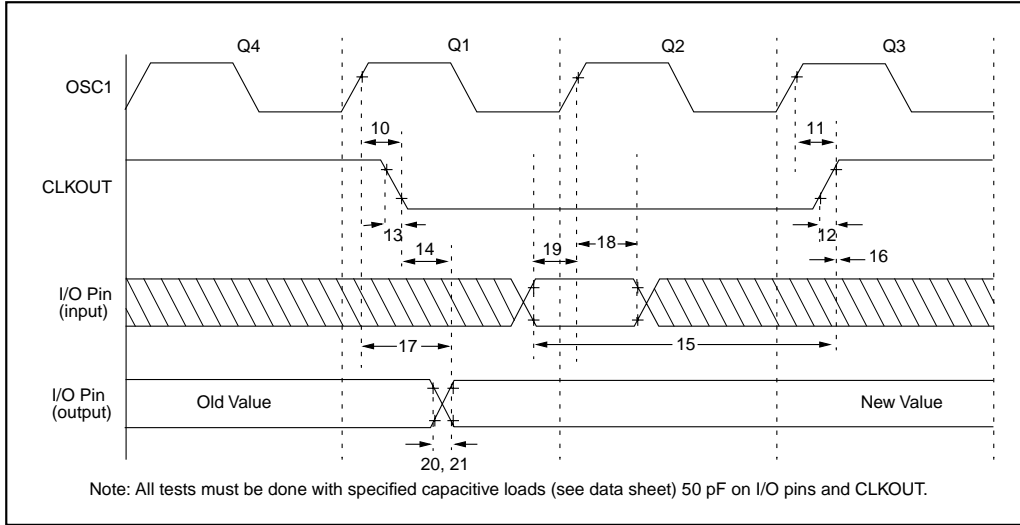 Q4 Q1 Q2 Q3
OSC1
10 11
CLKOUT
13 12
14 19 18 16
I/O Pin
(input)
17 15
I/O Pin
(output)
Old Value New Value
20, 21
Note: All tests must be done with specified capacitive loads (see data sheet) 50 pF on I/O pins and CLKOUT.